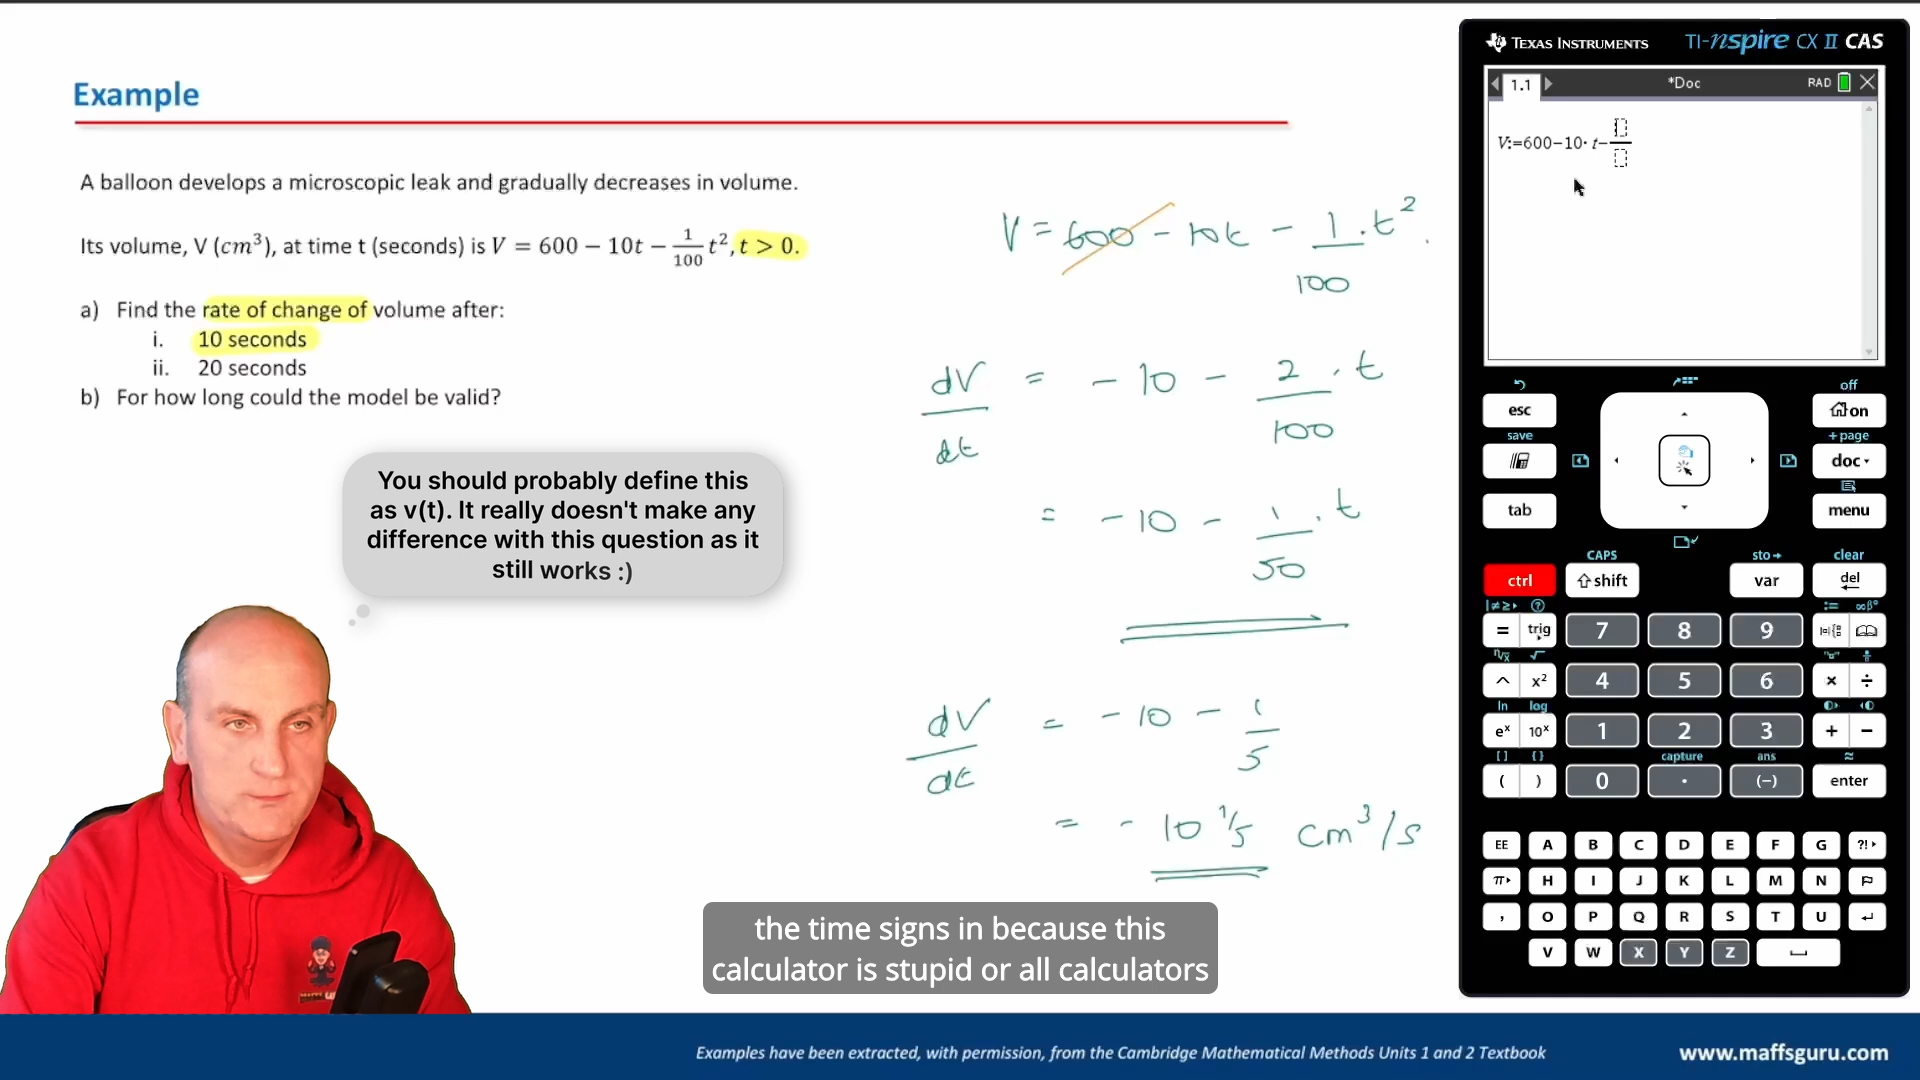 Example
A balloon develops a microscopic leak and gradually decreases in volume.
Its volume, V (cm³), at time t (seconds) is V = 600 − 10t − 1/100 t², t > 0.
a) Find the rate of change of volume after:
i. 10 seconds
ii. 20 seconds
b) For how long could the model be valid?
You should probably define this
as v(t). It really doesn't make any
difference with this question as it
still works :)
V = 600 - 10t - 1/100 . t² .
dV/dt = - 10 - 2/100 . t
= - 10 - 1/50 . t
dV/dt = - 10 - 1/5
= - 10 1/5 cm³/s
the time signs in because this
calculator is stupid or all calculators
Examples have been extracted, with permission, from the Cambridge Mathematical Methods Units 1 and 2 Textbook
www.maffsguru.com
TEXAS INSTRUMENTS TI-nspire CX II CAS
1.1 *Doc RAD
V:=600−10·t−
off
esc on
save +page
doc
tab menu
CAPS sto→ clear
ctrl shift var del
|≠≥▸ := ∞β°
= trig 7 8 9
ⁿ√x √
^ x² 4 5 6 × ÷
ln log
eˣ 10ˣ 1 2 3 + −
[ ] { } capture ans ≈
( ) 0 . (−) enter
EE A B C D E F G ?!▸
π▸ H I J K L M N
, O P Q R S T U
V W X Y Z